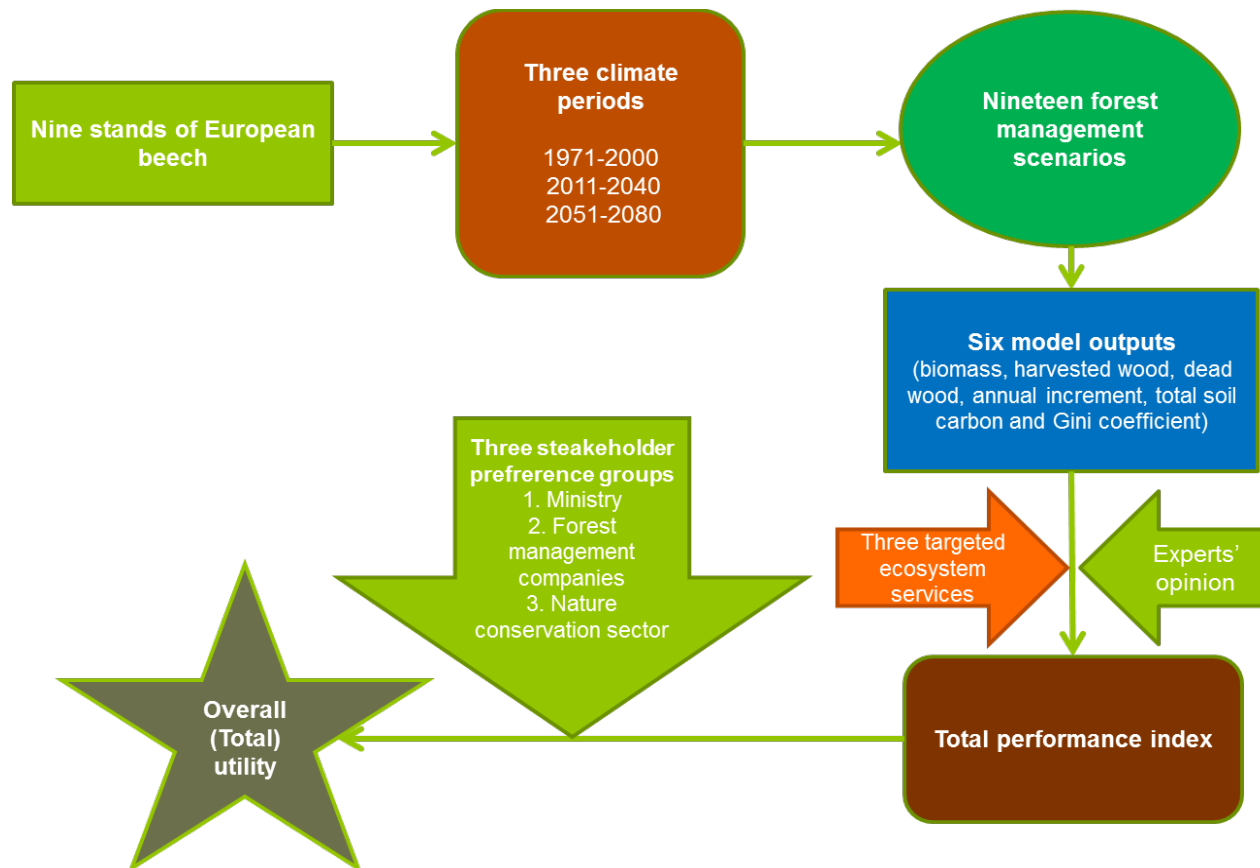 Nine stands of European
beech
Three climate
periods
1971-2000
2011-2040
2051-2080
Nineteen forest
management
scenarios
Six model outputs
(biomass, harvested wood, dead
wood, annual increment, total soil
carbon and Gini coefficient)
Three targeted
ecosystem
services
Experts’
opinion
Total performance index
Three steakeholder
prefrerence groups
1. Ministry
2. Forest
management
companies
3. Nature
conservation sector
Overall
(Total)
utility